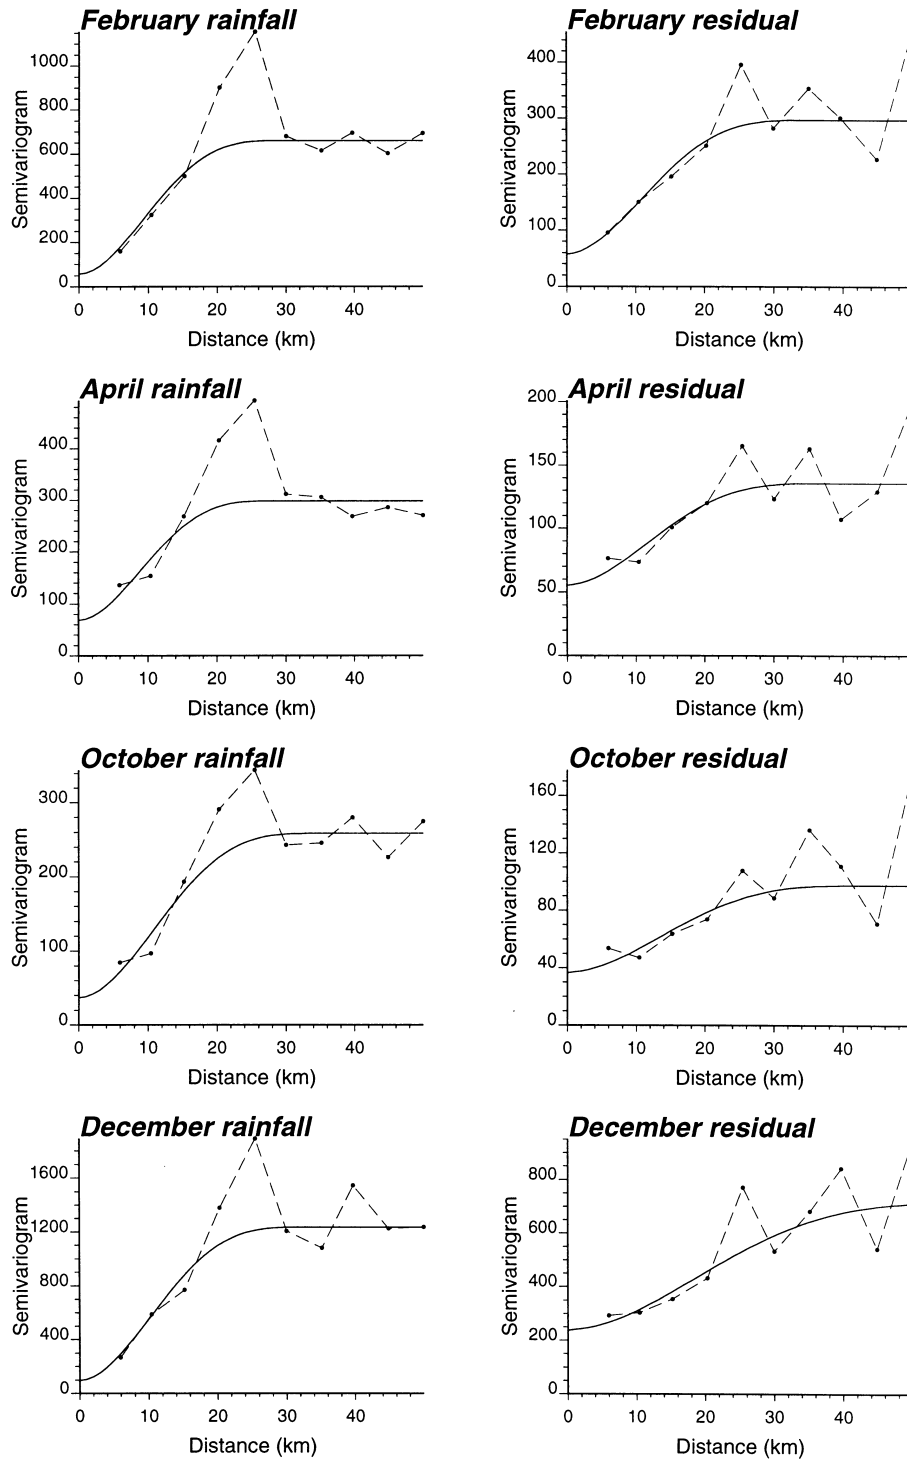 February rainfall
Semivariogram
1000
800
600
400
200
0
0 10 20 30 40
Distance (km)
February residual
Semivariogram
400
300
200
100
0
0 10 20 30 40
Distance (km)
April rainfall
Semivariogram
400
300
200
100
0
0 10 20 30 40
Distance (km)
April residual
Semivariogram
200
150
100
50
0
0 10 20 30 40
Distance (km)
October rainfall
Semivariogram
300
200
100
0
0 10 20 30 40
Distance (km)
October residual
Semivariogram
160
120
80
40
0
0 10 20 30 40
Distance (km)
December rainfall
Semivariogram
1600
1200
800
400
0
0 10 20 30 40
Distance (km)
December residual
Semivariogram
800
600
400
200
0
0 10 20 30 40
Distance (km)